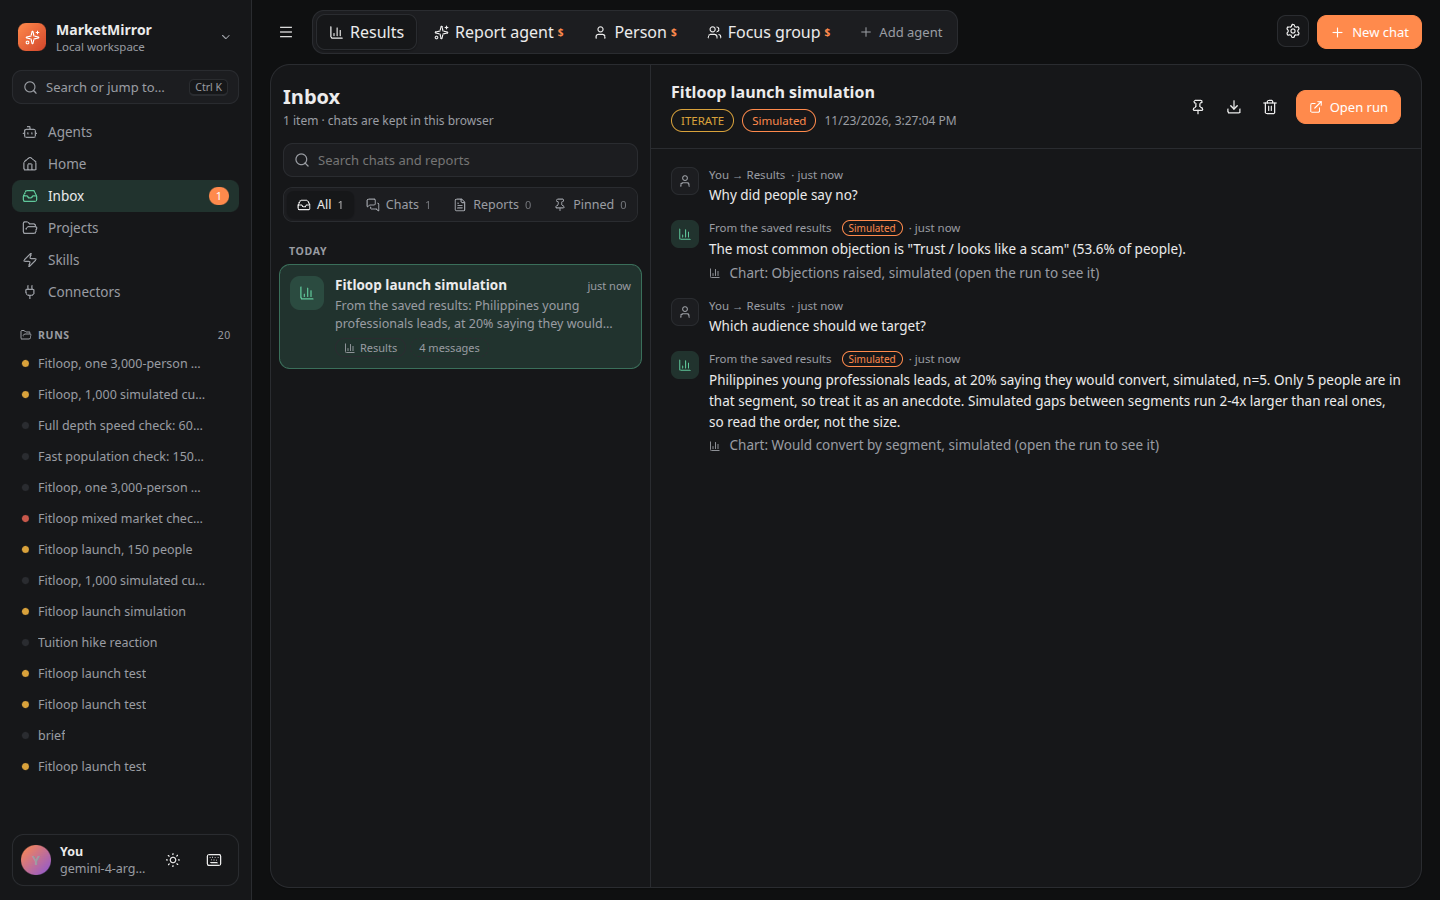 MarketMirror
Local workspace
Search or jump to...
Ctrl K
Agents
Home
Inbox
1
Projects
Skills
Connectors
RUNS
20
Fitloop, one 3,000-person ...
Fitloop, 1,000 simulated cu...
Full depth speed check: 60...
Fast population check: 150...
Fitloop, one 3,000-person ...
Fitloop mixed market chec...
Fitloop launch, 150 people
Fitloop, 1,000 simulated cu...
Fitloop launch simulation
Tuition hike reaction
Fitloop launch test
Fitloop launch test
brief
Fitloop launch test
Y
You
gemini-4-arg...
Results
Report agent $
Person $
Focus group $
Add agent
New chat
Inbox
1 item · chats are kept in this browser
Search chats and reports
All 1
Chats 1
Reports 0
Pinned 0
TODAY
Fitloop launch simulation
just now
From the saved results: Philippines young
professionals leads, at 20% saying they would...
Results
4 messages
Fitloop launch simulation
ITERATE
Simulated
11/23/2026, 3:27:04 PM
Open run
You → Results · just now
Why did people say no?
From the saved results Simulated · just now
The most common objection is "Trust / looks like a scam" (53.6% of people).
Chart: Objections raised, simulated (open the run to see it)
You → Results · just now
Which audience should we target?
From the saved results Simulated · just now
Philippines young professionals leads, at 20% saying they would convert, simulated, n=5. Only 5 people are in
that segment, so treat it as an anecdote. Simulated gaps between segments run 2-4x larger than real ones,
so read the order, not the size.
Chart: Would convert by segment, simulated (open the run to see it)